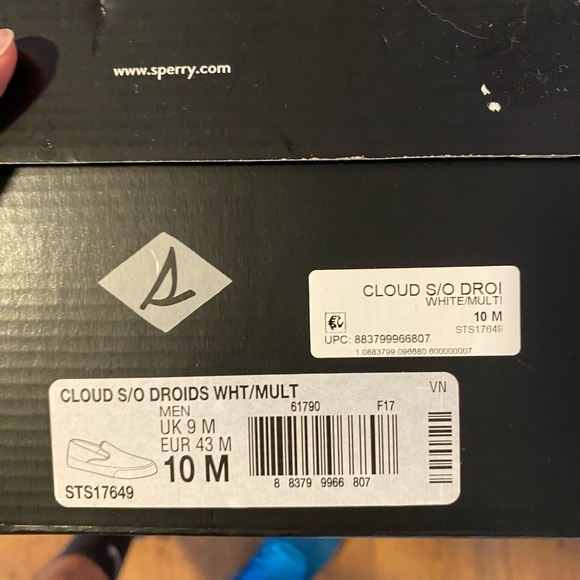 www.sperry.com
CLOUD S/O DROI
WHITE/MULTI
10 M
STS17649
UPC: 883799966807
CLOUD S/O DROIDS WHT/MULT
VN
MEN
61790 F17
UK 9 M
EUR 43 M
10 M
8 8379 9966 807
STS17649